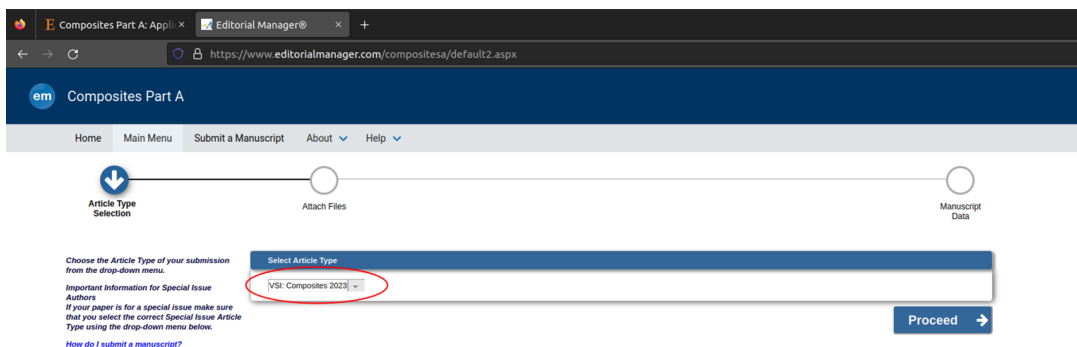 E Composites Part A: Appli
Editorial Manager®
https://www.editorialmanager.com/compositesa/default2.aspx
em Composites Part A
Home Main Menu Submit a Manuscript About Help
Article Type
Selection
Attach Files
Manuscript
Data
Choose the Article Type of your submission
from the drop-down menu.
Important Information for Special Issue
Authors
If your paper is for a special issue make sure
that you select the correct Special Issue Article
Type using the drop-down menu below.
How do I submit a manuscript?
Select Article Type
VSI: Composites 2023
Proceed